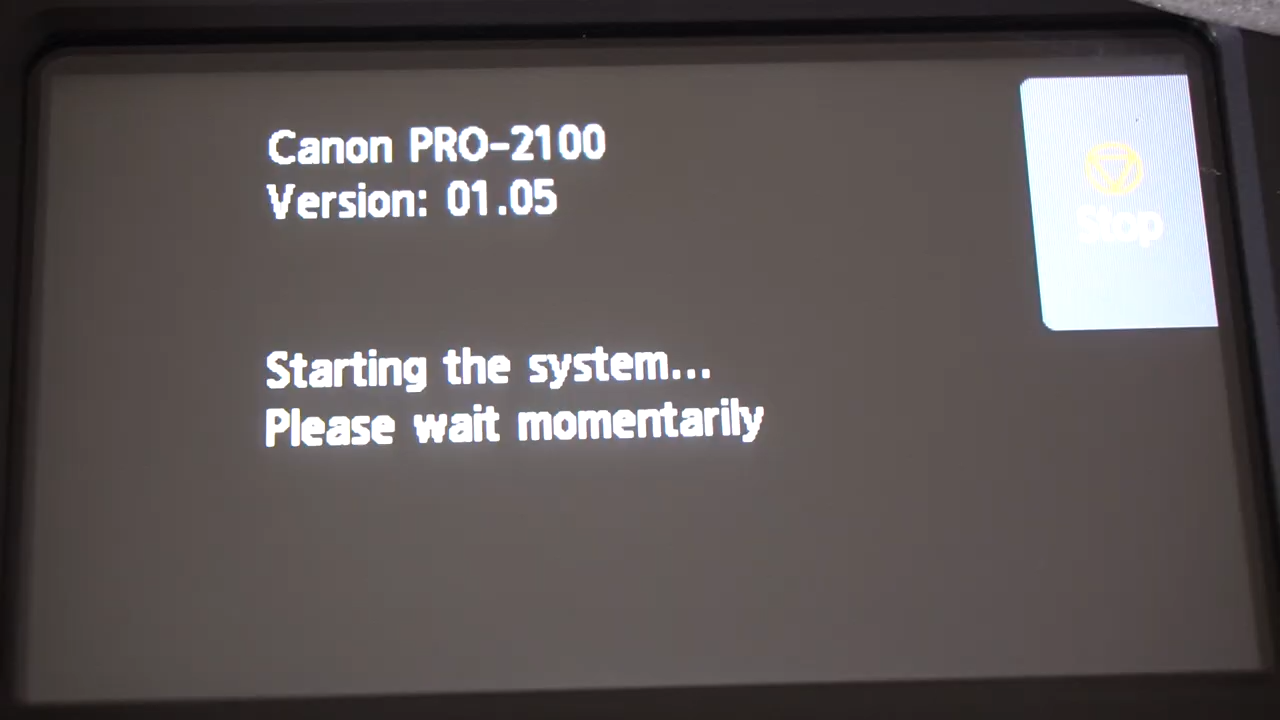 Canon PRO-2100
Version: 01.05
Stop
Starting the system...
Please wait momentarily